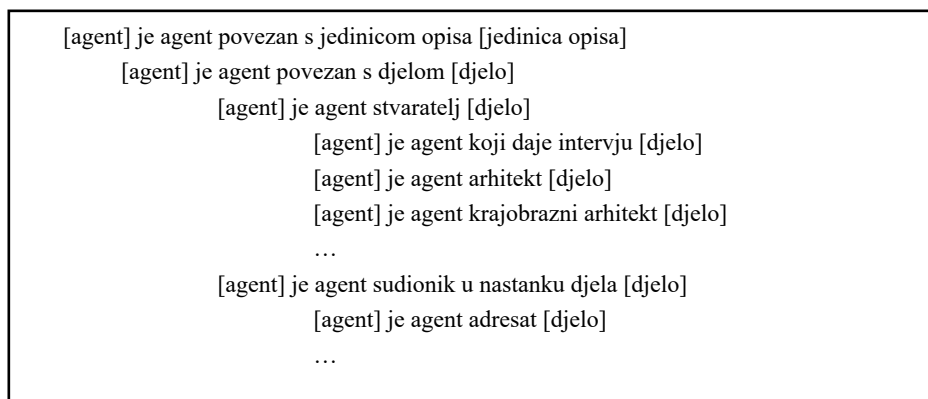 [agent] je agent povezan s jedinicom opisa [jedinica opisa]
[agent] je agent povezan s djelom [djelo]
[agent] je agent stvaratelj [djelo]
[agent] je agent koji daje intervju [djelo]
[agent] je agent arhitekt [djelo]
[agent] je agent krajobrazni arhitekt [djelo]
…
[agent] je agent sudionik u nastanku djela [djelo]
[agent] je agent adresat [djelo]
…